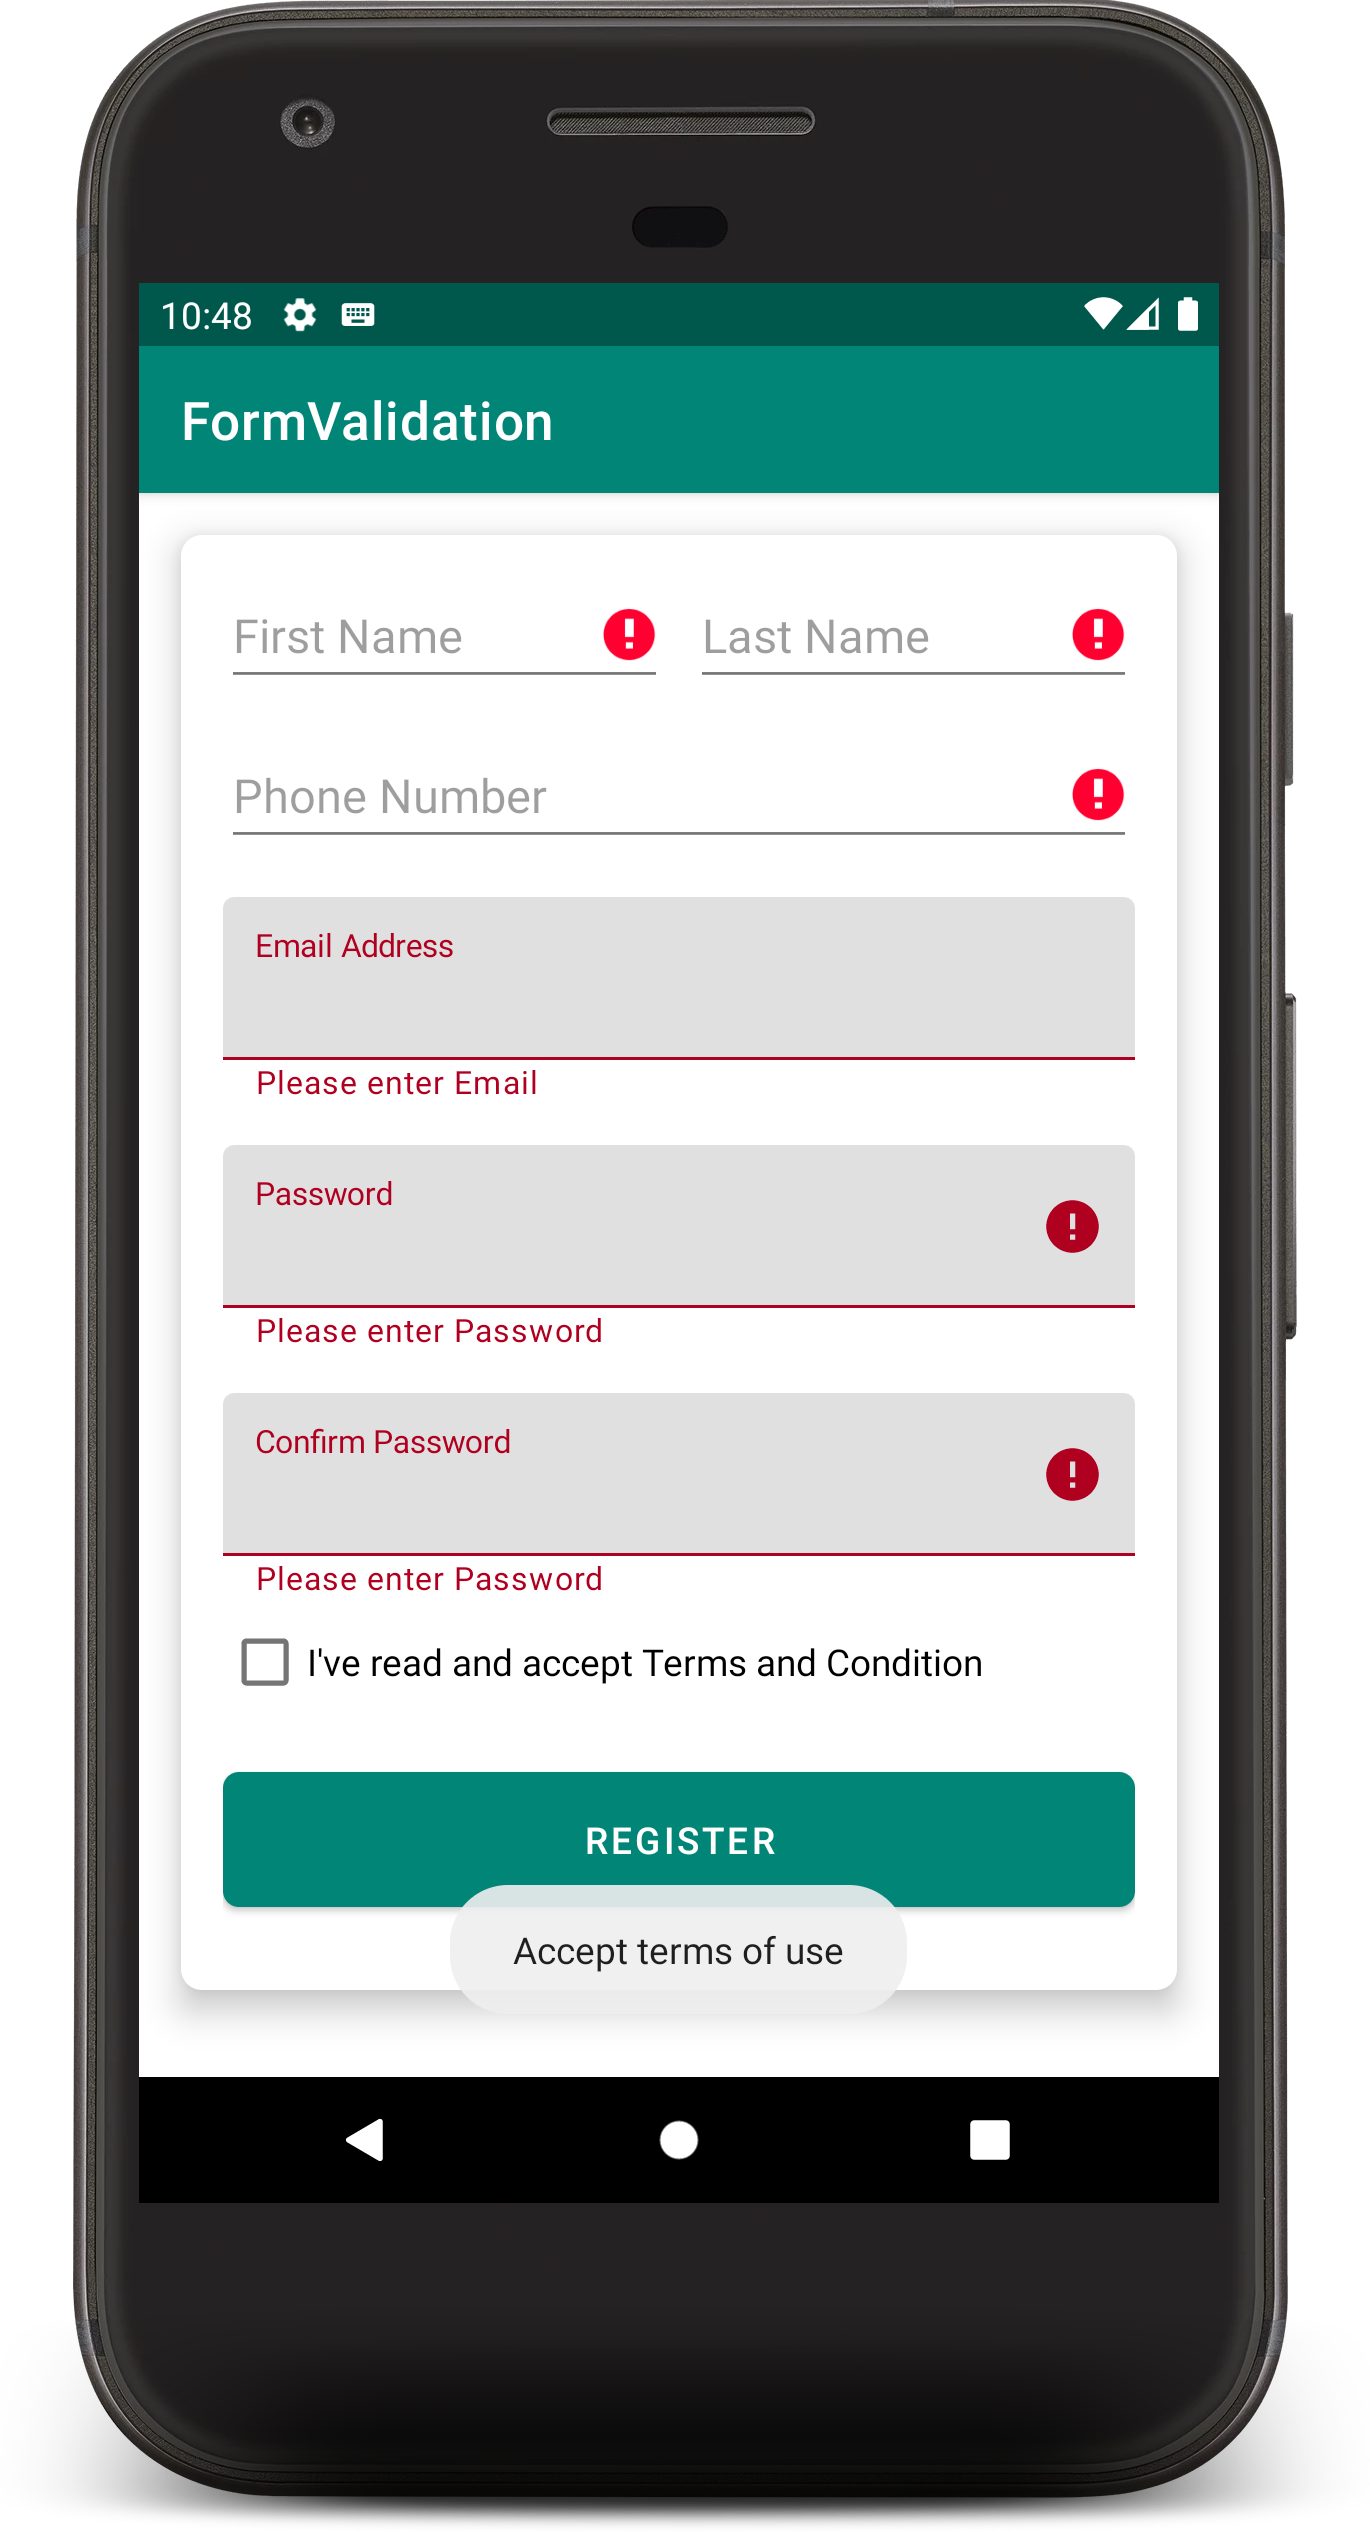 10:48
FormValidation
First Name
Last Name
Phone Number
Email Address
Please enter Email
Password
Please enter Password
Confirm Password
Please enter Password
I've read and accept Terms and Condition
REGISTER
Accept terms of use